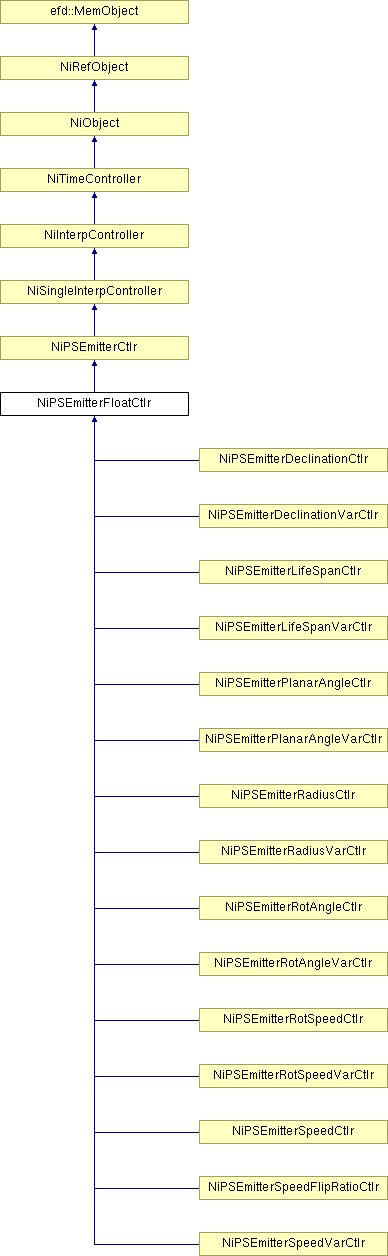 efd::MemObject
NiRefObject
NiObject
NiTimeController
NiInterpController
NiSingleInterpController
NiPSEmitterCtlr
NiPSEmitterFloatCtlr
NiPSEmitterDeclinationCtlr
NiPSEmitterDeclinationVarCtlr
NiPSEmitterLifeSpanCtlr
NiPSEmitterLifeSpanVarCtlr
NiPSEmitterPlanarAngleCtlr
NiPSEmitterPlanarAngleVarCtlr
NiPSEmitterRadiusCtlr
NiPSEmitterRadiusVarCtlr
NiPSEmitterRotAngleCtlr
NiPSEmitterRotAngleVarCtlr
NiPSEmitterRotSpeedCtlr
NiPSEmitterRotSpeedVarCtlr
NiPSEmitterSpeedCtlr
NiPSEmitterSpeedFlipRatioCtlr
NiPSEmitterSpeedVarCtlr